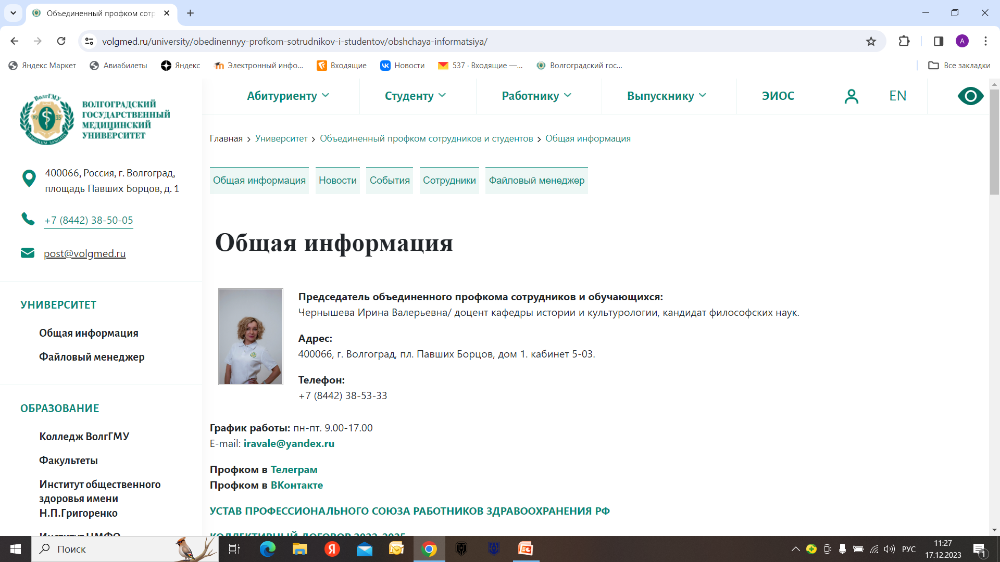 Объединенный профком сотр
volgmed.ru/university/obedinennyy-profkom-sotrudnikov-i-studentov/obshchaya-informatsiya/
A
Яндекс Маркет
Авиабилеты
Яндекс
Электронный инфо...
Входящие
Новости
537 · Входящие —...
Волгоградский гос...
Все закладки
ВолгГМУ
1935
SYMBOLUM SANITATIS
ВОЛГОГРАДСКИЙ
ГОСУДАРСТВЕННЫЙ
МЕДИЦИНСКИЙ
УНИВЕРСИТЕТ
400066, Россия, г. Волгоград,
площадь Павших Борцов, д. 1
+7 (8442) 38-50-05
post@volgmed.ru
УНИВЕРСИТЕТ
Общая информация
Файловый менеджер
ОБРАЗОВАНИЕ
Колледж ВолгГМУ
Факультеты
Институт общественного
здоровья имени
Н.П.Григоренко
Институт НМФО
Абитуриенту
Студенту
Работнику
Выпускнику
ЭИОС
EN
Главная > Университет > Объединенный профком сотрудников и студентов > Общая информация
Общая информация
Новости
События
Сотрудники
Файловый менеджер
Общая информация
Председатель объединенного профкома сотрудников и обучающихся:
Чернышева Ирина Валерьевна/ доцент кафедры истории и культурологии, кандидат философских наук.
Адрес:
400066, г. Волгоград, пл. Павших Борцов, дом 1. кабинет 5-03.
Телефон:
+7 (8442) 38-53-33
График работы: пн-пт. 9.00-17.00
E-mail: iravale@yandex.ru
Профком в Телеграм
Профком в ВКонтакте
УСТАВ ПРОФЕССИОНАЛЬНОГО СОЮЗА РАБОТНИКОВ ЗДРАВООХРАНЕНИЯ РФ
КОЛЛЕКТИВНЫЙ ДОГОВОР 2022-2025
Поиск
РУС
11:27
17.12.2023
1